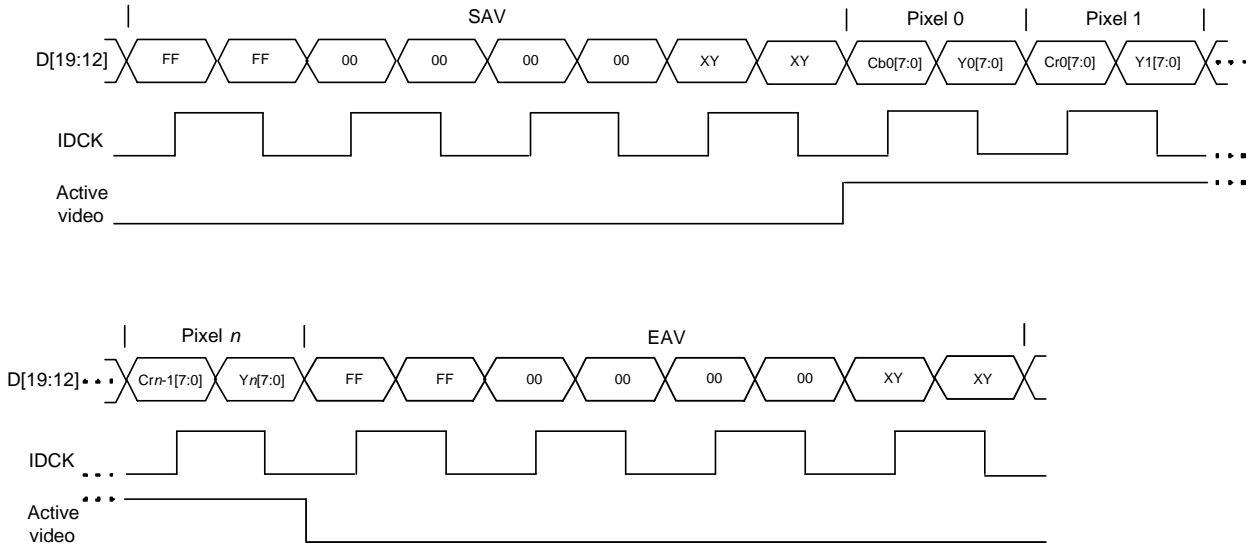 SAV Pixel 0 Pixel 1
D[19:12] FF FF 00 00 00 00 XY XY Cb0[7:0] Y0[7:0] Cr0[7:0] Y1[7:0]
IDCK
Active
video
Pixel n EAV
D[19:12] Crn-1[7:0] Yn[7:0] FF FF 00 00 00 00 XY XY
IDCK
Active
video